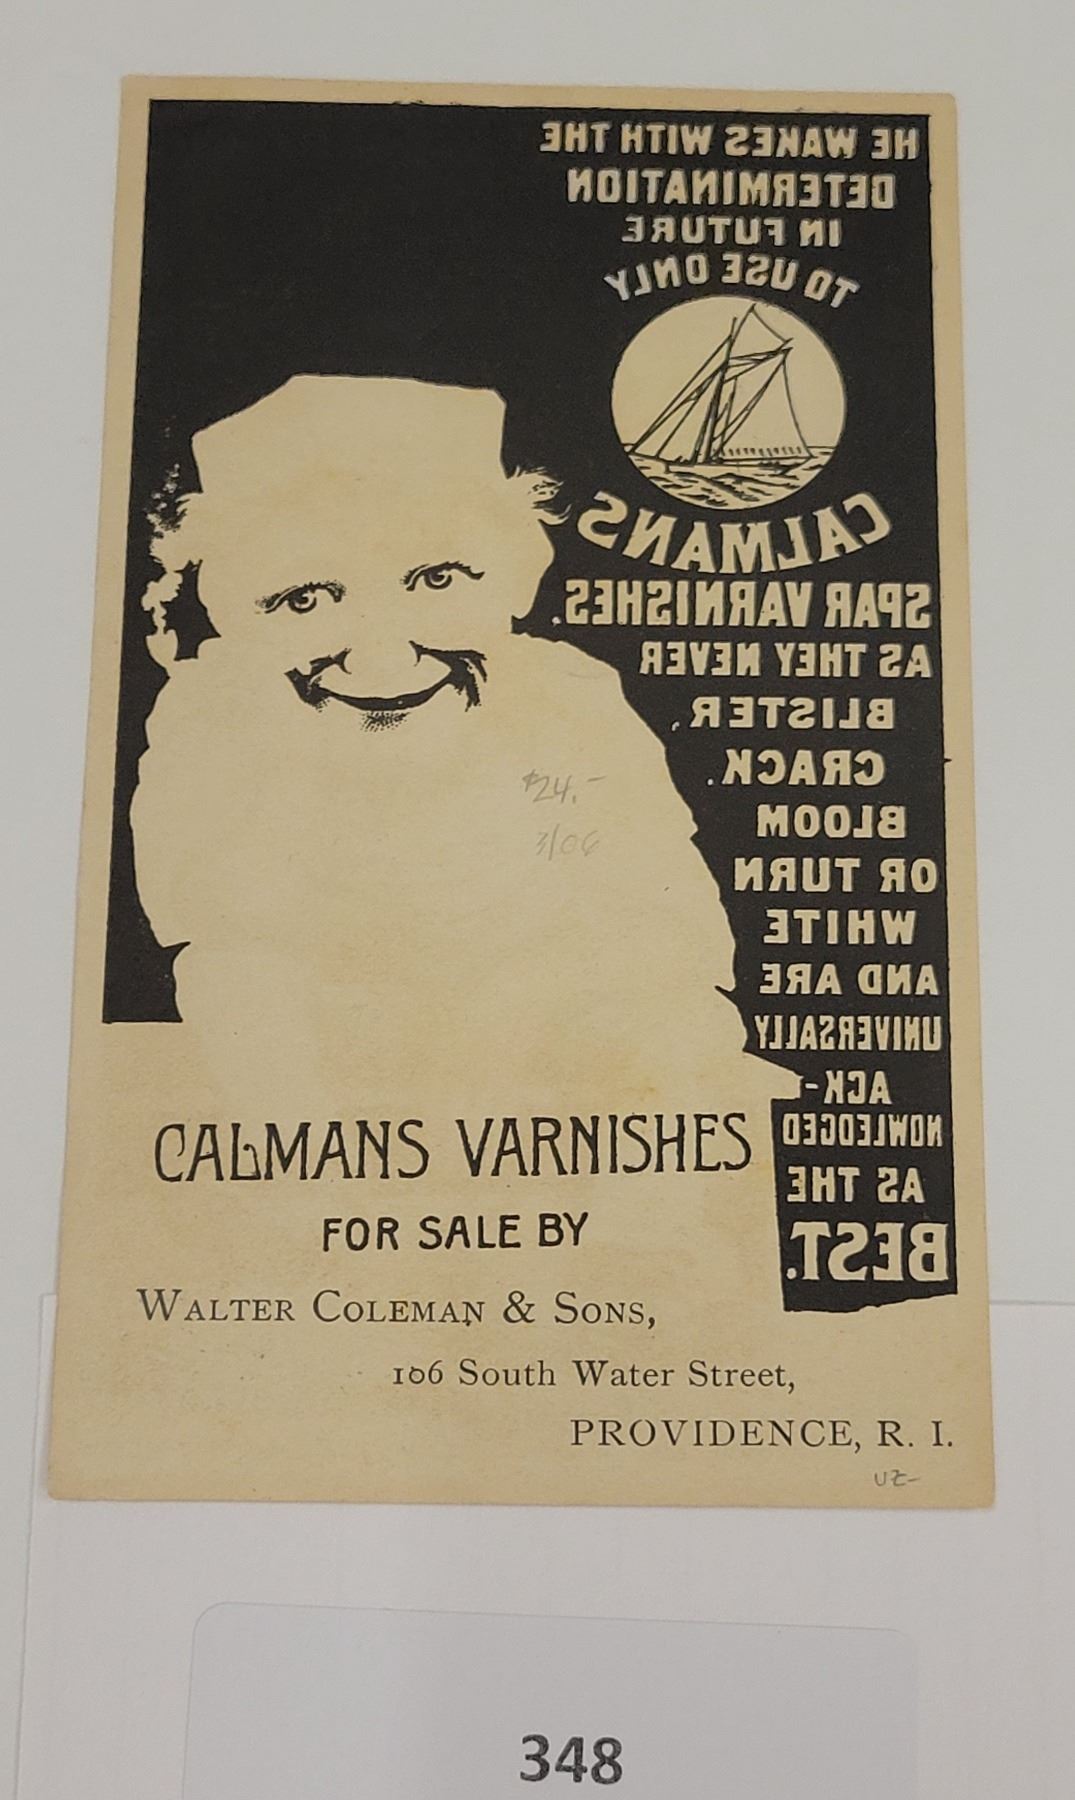 HE WAKES WITH THE
DETERMINATION
IN FUTURE
TO USE ONLY
CALMANS
SPAR VARNISHES.
AS THEY NEVER
BLISTER,
CRACK.
BLOOM
OR TURN
WHITE
AND ARE
UNIVERSALLY
ACK-
NOWLEDGED
AS THE
BEST.
$24.-
3/06
CALMANS VARNISHES
FOR SALE BY
WALTER COLEMAN & SONS,
106 South Water Street,
PROVIDENCE, R. I.
UZ-
348